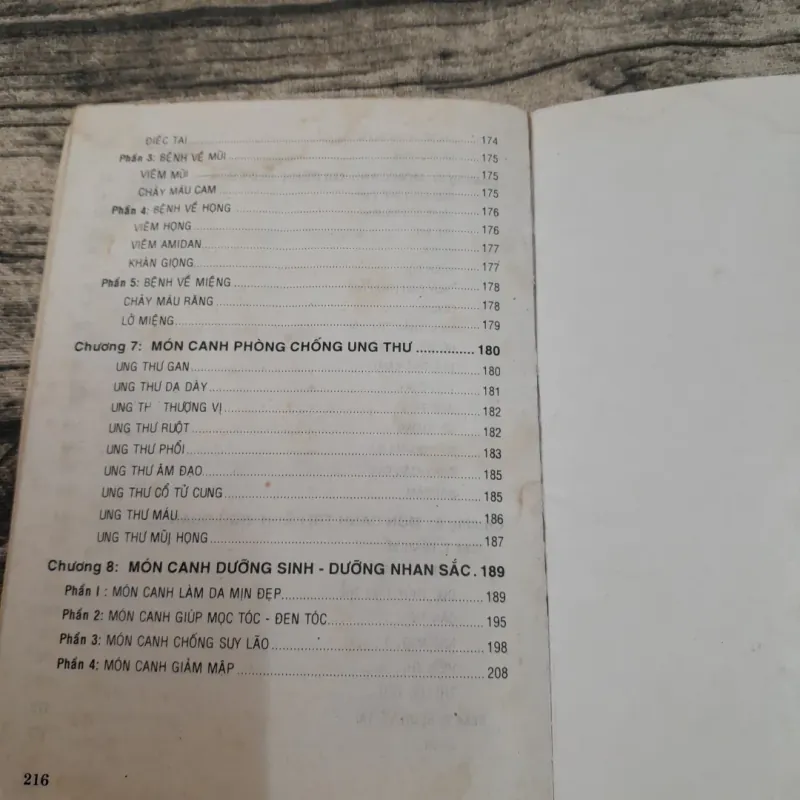 ĐIẾC TAI 174
Phần 3: BỆNH VỀ MŨI 175
VIÊM MŨI 175
CHẢY MÁU CAM 175
Phần 4: BỆNH VỀ HỌNG 176
VIÊM HỌNG 176
VIÊM AMIDAN 177
KHÀN GIỌNG 177
Phần 5: BỆNH VỀ MIỆNG 178
CHẢY MÁU RĂNG 178
LỞ MIỆNG 179
Chương 7: MÓN CANH PHÒNG CHỐNG UNG THƯ 180
UNG THƯ GAN 180
UNG THƯ DẠ DÀY 181
UNG TH THƯỢNG VỊ 182
UNG THƯ RUỘT 182
UNG THƯ PHỔI 183
UNG THƯ ÂM ĐẠO 185
UNG THƯ CỔ TỬ CUNG 185
UNG THƯ MÁU 186
UNG THƯ MŨI HỌNG 187
Chương 8: MÓN CANH DƯỠNG SINH - DƯỠNG NHAN SẮC. 189
Phần I : MÓN CANH LÀM DA MỊN ĐẸP 189
Phần 2: MÓN CANH GIÚP MỌC TÓC - ĐEN TÓC 195
Phần 3: MÓN CANH CHỐNG SUY LÃO 198
Phần 4: MÓN CANH GIẢM MẬP 208
216